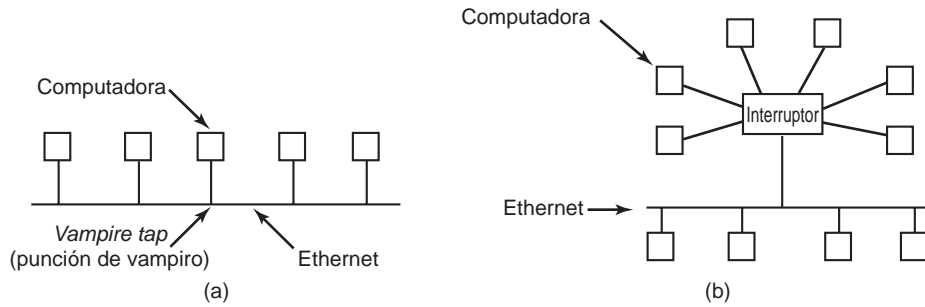 Computadora
Vampire tap
(punción de vampiro)
Ethernet
(a)
Computadora
Interruptor
Ethernet
(b)